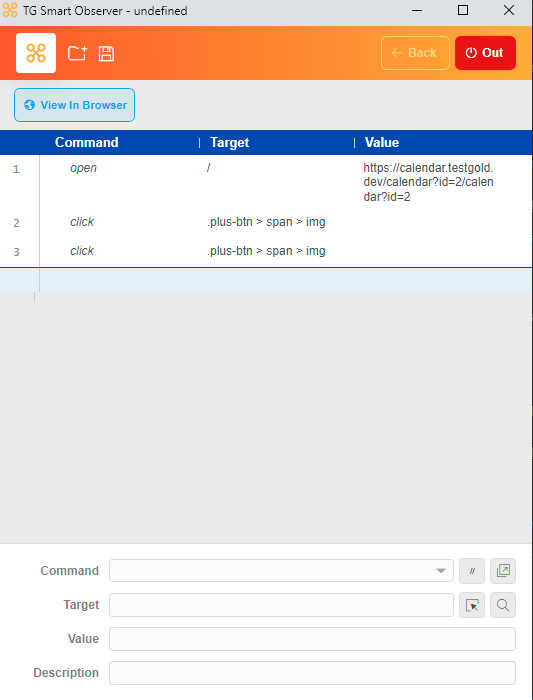 TG Smart Observer - undefined
Back
Out
View In Browser
Command Target Value
1 open / https://calendar.testgold.
dev/calendar?id=2/calen
dar?id=2
2 click .plus-btn > span > img
3 click .plus-btn > span > img
Command //
Target
Value
Description